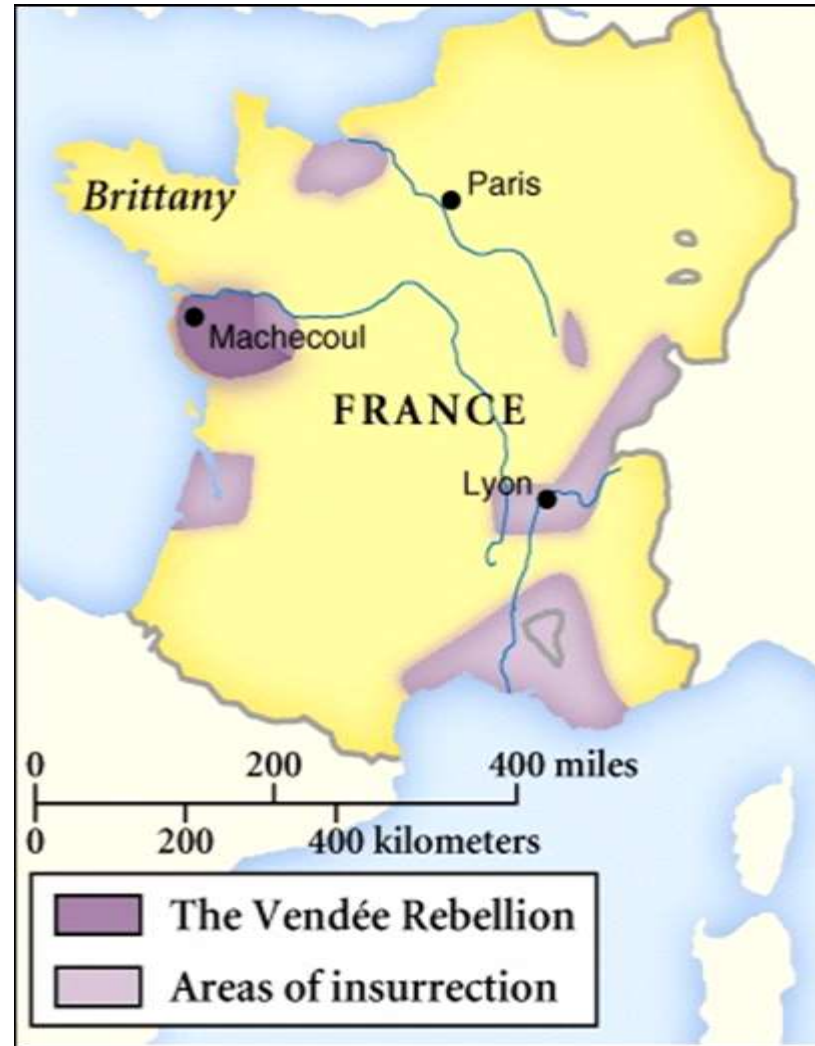 Paris
Brittany
Machecoul
FRANCE
Lyon
0 200 400 miles
0 200 400 kilometers
The Vendée Rebellion
Areas of insurrection